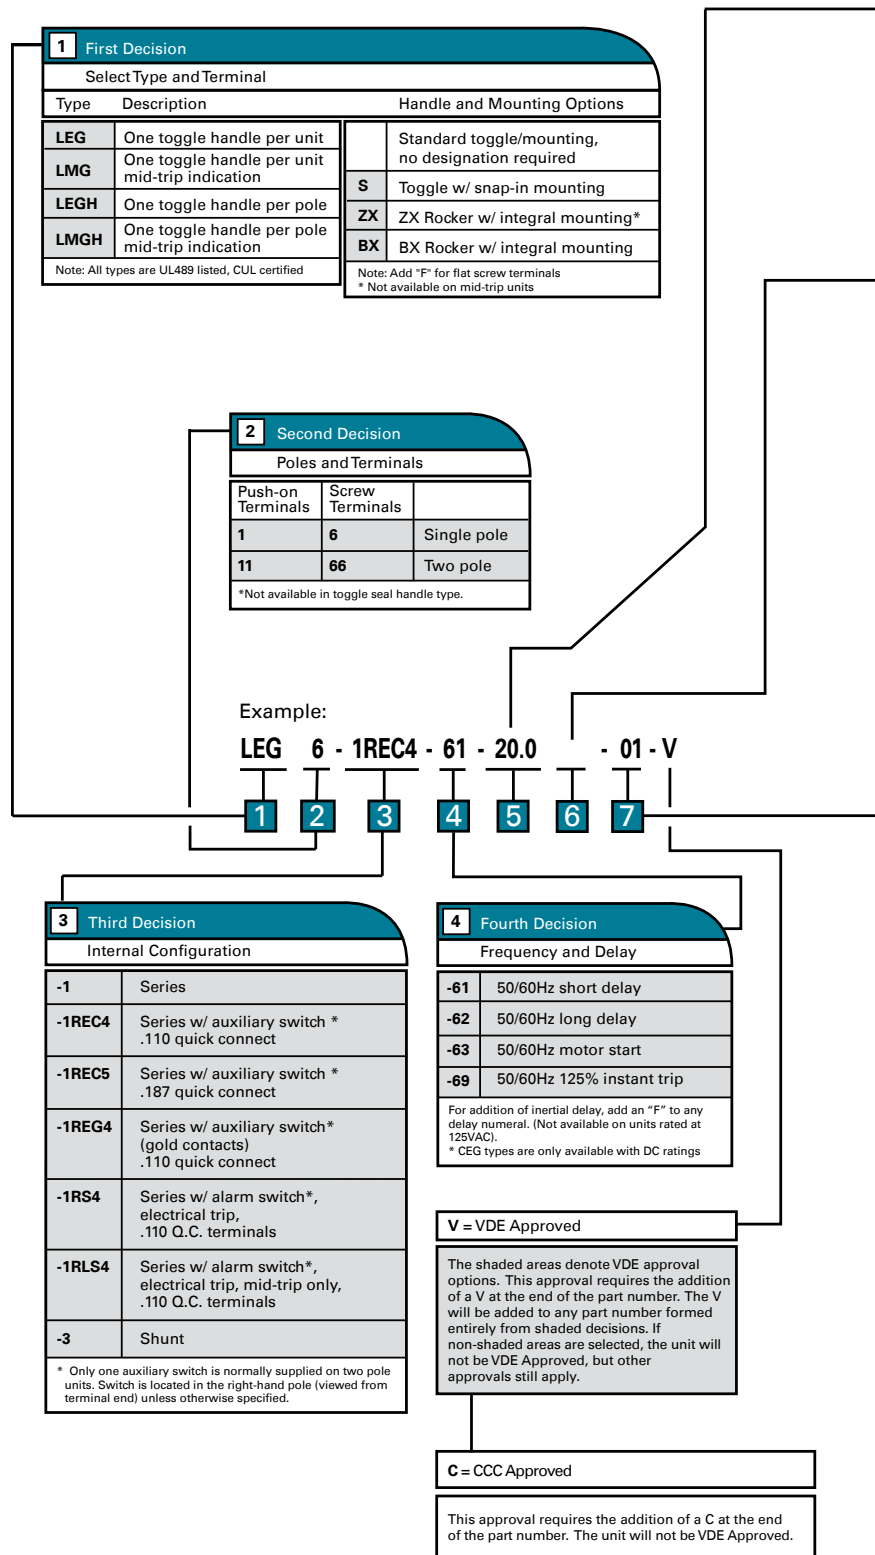 1 First Decision
Select Type and Terminal
Type Description Handle and Mounting Options
LEG One toggle handle per unit
LMG One toggle handle per unit
mid-trip indication
LEGH One toggle handle per pole
LMGH One toggle handle per pole
mid-trip indication
Note: All types are UL489 listed, CUL certified
Standard toggle/mounting,
no designation required
S Toggle w/ snap-in mounting
ZX ZX Rocker w/ integral mounting*
BX BX Rocker w/ integral mounting
Note: Add "F" for flat screw terminals
* Not available on mid-trip units
2 Second Decision
Poles and Terminals
Push-on Terminals Screw Terminals
1 6 Single pole
11 66 Two pole
*Not available in toggle seal handle type.
Example:
LEG 6 - 1REC4 - 61 - 20.0 - 01 - V
1 2 3 4 5 6 7
3 Third Decision
Internal Configuration
-1 Series
-1REC4 Series w/ auxiliary switch *
.110 quick connect
-1REC5 Series w/ auxiliary switch *
.187 quick connect
-1REG4 Series w/ auxiliary switch*
(gold contacts)
.110 quick connect
-1RS4 Series w/ alarm switch*,
electrical trip,
.110 Q.C. terminals
-1RLS4 Series w/ alarm switch*,
electrical trip, mid-trip only,
.110 Q.C. terminals
-3 Shunt
* Only one auxiliary switch is normally supplied on two pole
units. Switch is located in the right-hand pole (viewed from
terminal end) unless otherwise specified.
4 Fourth Decision
Frequency and Delay
-61 50/60Hz short delay
-62 50/60Hz long delay
-63 50/60Hz motor start
-69 50/60Hz 125% instant trip
For addition of inertial delay, add an “F” to any
delay numeral. (Not available on units rated at
125VAC).
* CEG types are only available with DC ratings
V = VDE Approved
The shaded areas denote VDE approval
options. This approval requires the addition
of a V at the end of the part number. The V
will be added to any part number formed
entirely from shaded decisions. If
non-shaded areas are selected, the unit will
not be VDE Approved, but other
approvals still apply.
C = CCC Approved
This approval requires the addition of a C at the end
of the part number. The unit will not be VDE Approved.